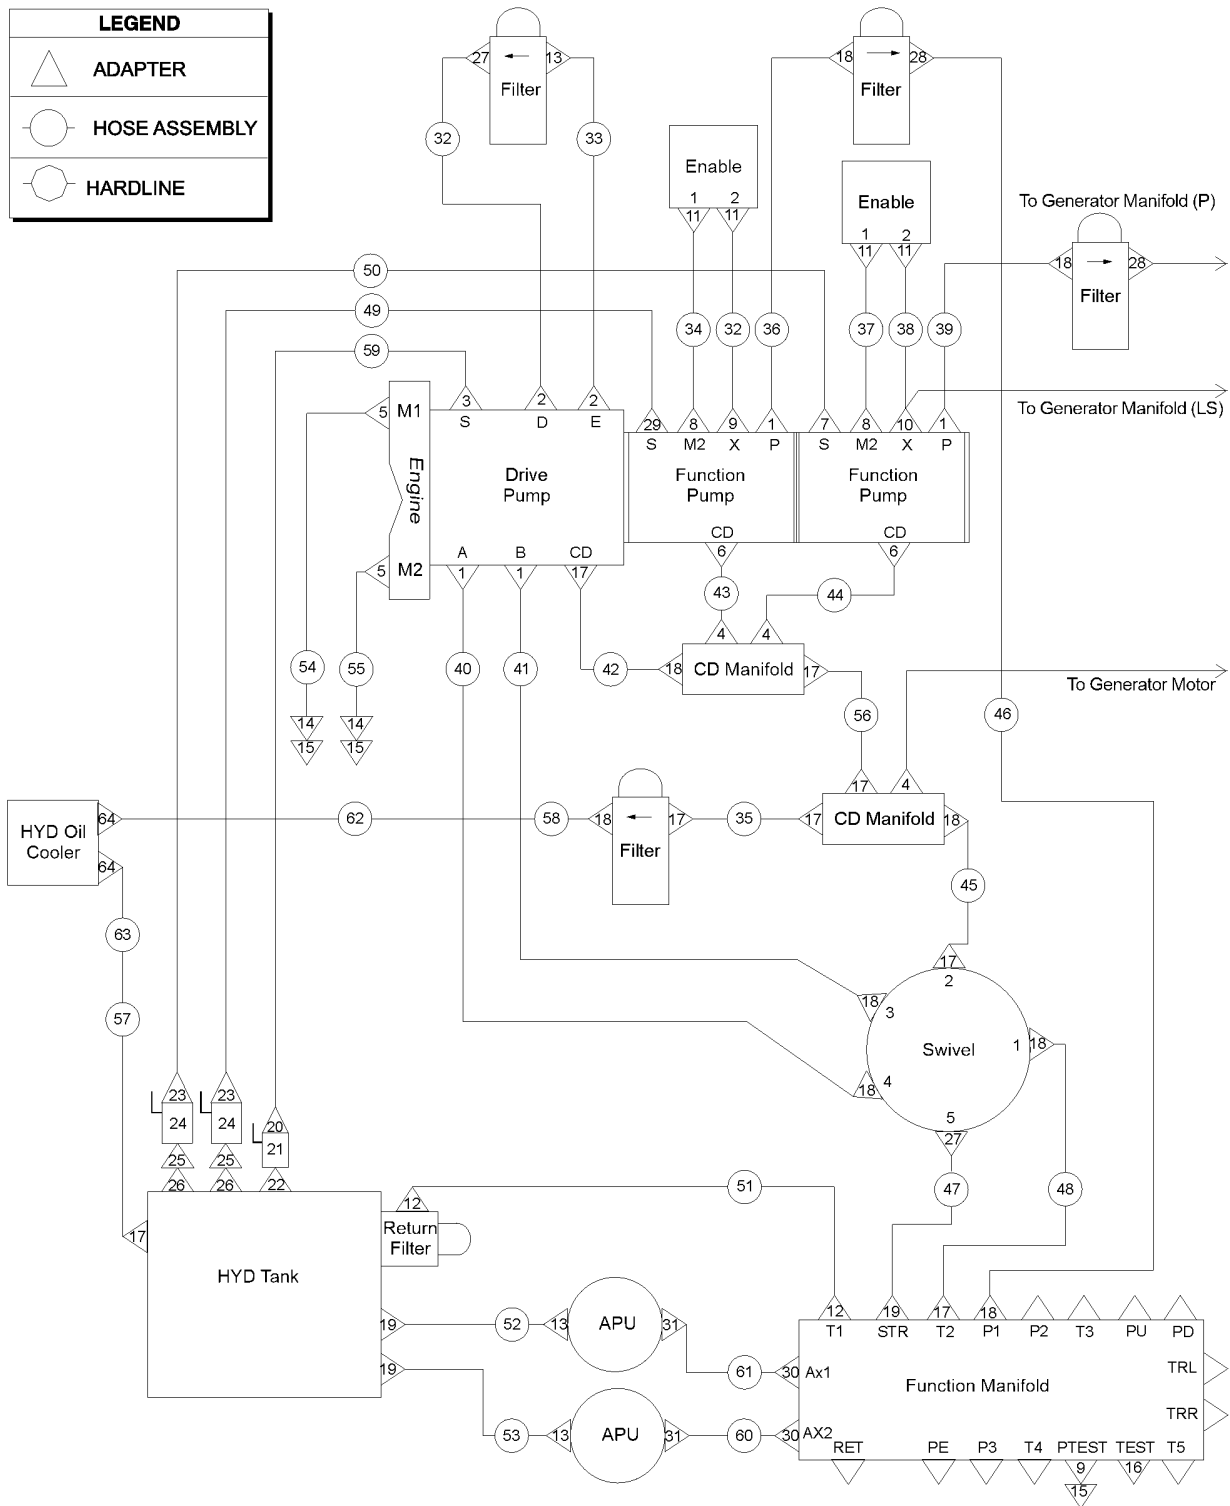 LEGEND
ADAPTER
HOSE ASSEMBLY
HARDLINE
27
13
Filter
32
33
18
28
Filter
36
46
Enable
1 2
11 11
Enable
1 2
11 11
To Generator Manifold (P)
18
28
Filter
50
49
59
34
32
37
38
39
To Generator Manifold (LS)
5
M1
Engine
M2
5
3
2
2
S
D
E
Drive
Pump
A
B
CD
1
1
17
29
8
9
1
S
M2
X
P
Function
Pump
CD
6
7
8
10
1
S
M2
X
P
Function
Pump
CD
6
43
44
4
4
54
55
40
41
42
18
CD Manifold
17
To Generator Motor
14
15
14
15
56
17
4
HYD Oil
Cooler
64
64
62
58
18
17
Filter
35
17
CD Manifold
18
45
63
57
17
2
18
3
Swivel
1
18
18
4
5
27
23
24
25
26
23
24
25
26
20
21
22
17
12
Return
Filter
HYD Tank
51
47
48
19
52
13
APU
31
61
30
19
53
13
APU
31
60
30
12
19
17
18
T1
STR
T2
P1
P2
T3
PU
PD
Ax1
TRL
Function Manifold
TRR
AX2
RET
PE
P3
T4
PTEST
TEST
T5
9
16
15